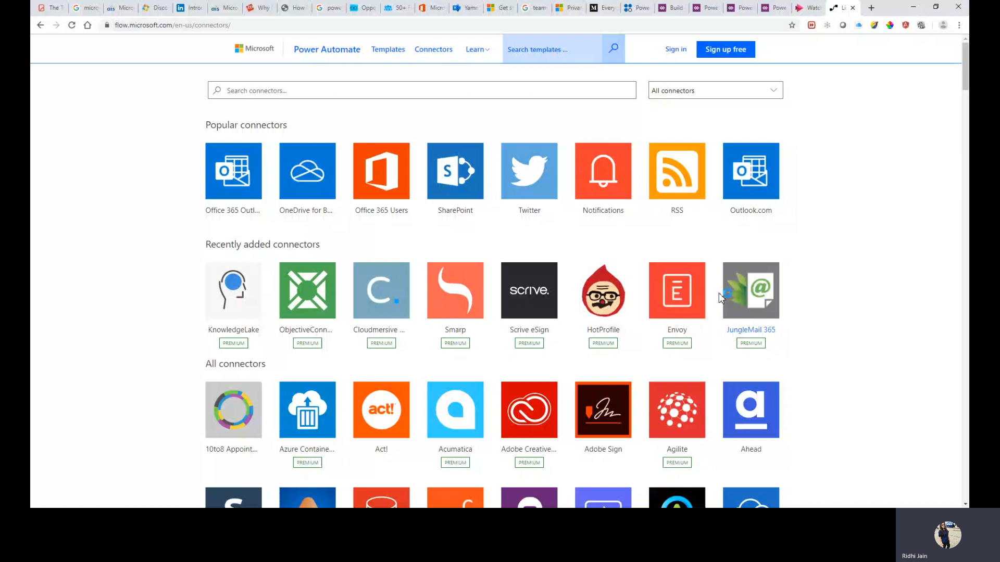 The T
micro
Micro
Disco
Introd
Micro
Why
How
powe
Oppo
50+ F
Micro
Yamm
Get s
team
Priva
Every
Powe
Build
Powe
Powe
Powe
Watc
Li
flow.microsoft.com/en-us/connectors/
Microsoft
Power Automate
Templates
Connectors
Learn
Search templates ...
Sign in
Sign up free
Search connectors...
All connectors
Popular connectors
Office 365 Outl...
OneDrive for B...
Office 365 Users
SharePoint
Twitter
Notifications
RSS
Outlook.com
Recently added connectors
scrive.
KnowledgeLake
ObjectiveConn...
Cloudmersive ...
Smarp
Scrive eSign
HotProfile
Envoy
JungleMail 365
PREMIUM
PREMIUM
PREMIUM
PREMIUM
PREMIUM
PREMIUM
PREMIUM
PREMIUM
All connectors
act!
10to8 Appoint...
Azure Containe...
Act!
Acumatica
Adobe Creative...
Adobe Sign
Agilite
Ahead
PREMIUM
PREMIUM
PREMIUM
PREMIUM
Ridhi Jain